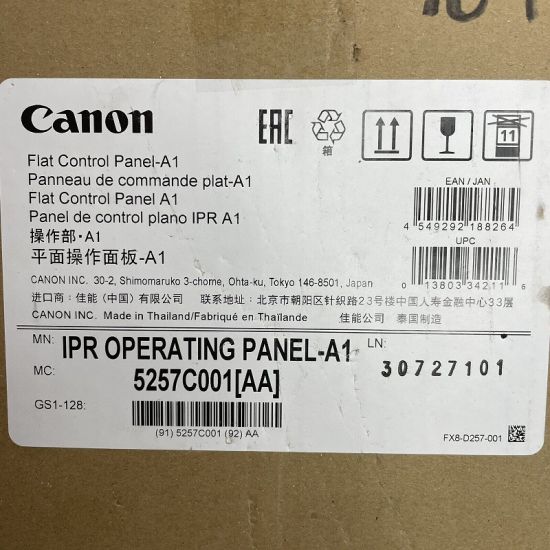 Canon
EAC
箱
11
Flat Control Panel-A1
Panneau de commande plat-A1
Flat Control Panel A1
Panel de control plano IPR A1
操作部・A1
平面操作面板-A1
EAN / JAN
4 549292 188264
UPC
0 13803 34211 6
CANON INC. 30-2, Shimomaruko 3-chome, Ohta-ku, Tokyo 146-8501, Japan
进口商：佳能（中国）有限公司 联系地址：北京市朝阳区针织路23号楼中国人寿金融中心33层
CANON INC. Made in Thailand/Fabriqué en Thaïlande 佳能公司 泰国制造
MN: IPR OPERATING PANEL-A1 LN: 30727101
MC: 5257C001[AA]
GS1-128:
(91) 5257C001 (92) AA
FX8-D257-001